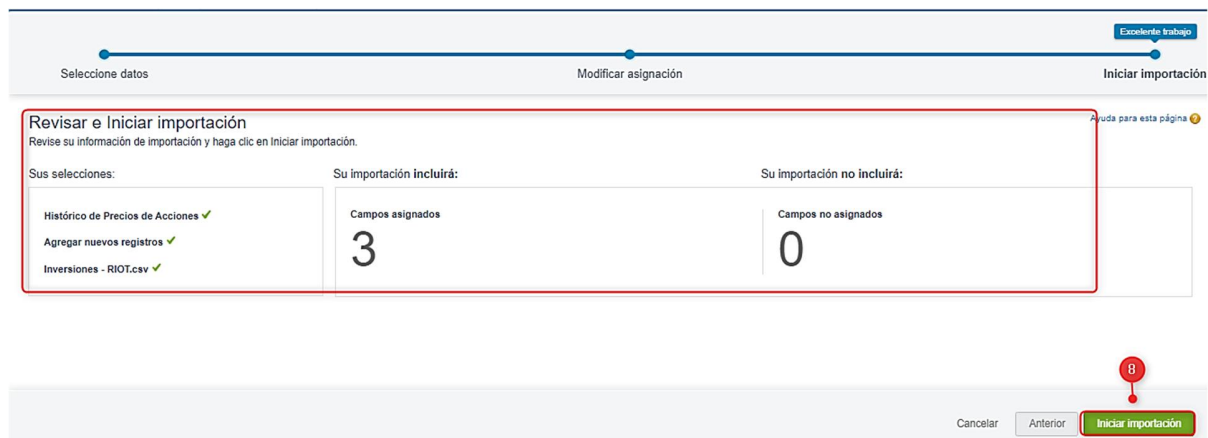 Excelente trabajo
Seleccione datos
Modificar asignación
Iniciar importación
Revisar e Iniciar importación
Ayuda para esta página
Revise su información de importación y haga clic en Iniciar importación.
Sus selecciones:
Su importación incluirá:
Su importación no incluirá:
Histórico de Precios de Acciones
Agregar nuevos registros
Inversiones - RIOT.csv
Campos asignados
3
Campos no asignados
0
8
Cancelar
Anterior
Iniciar importación